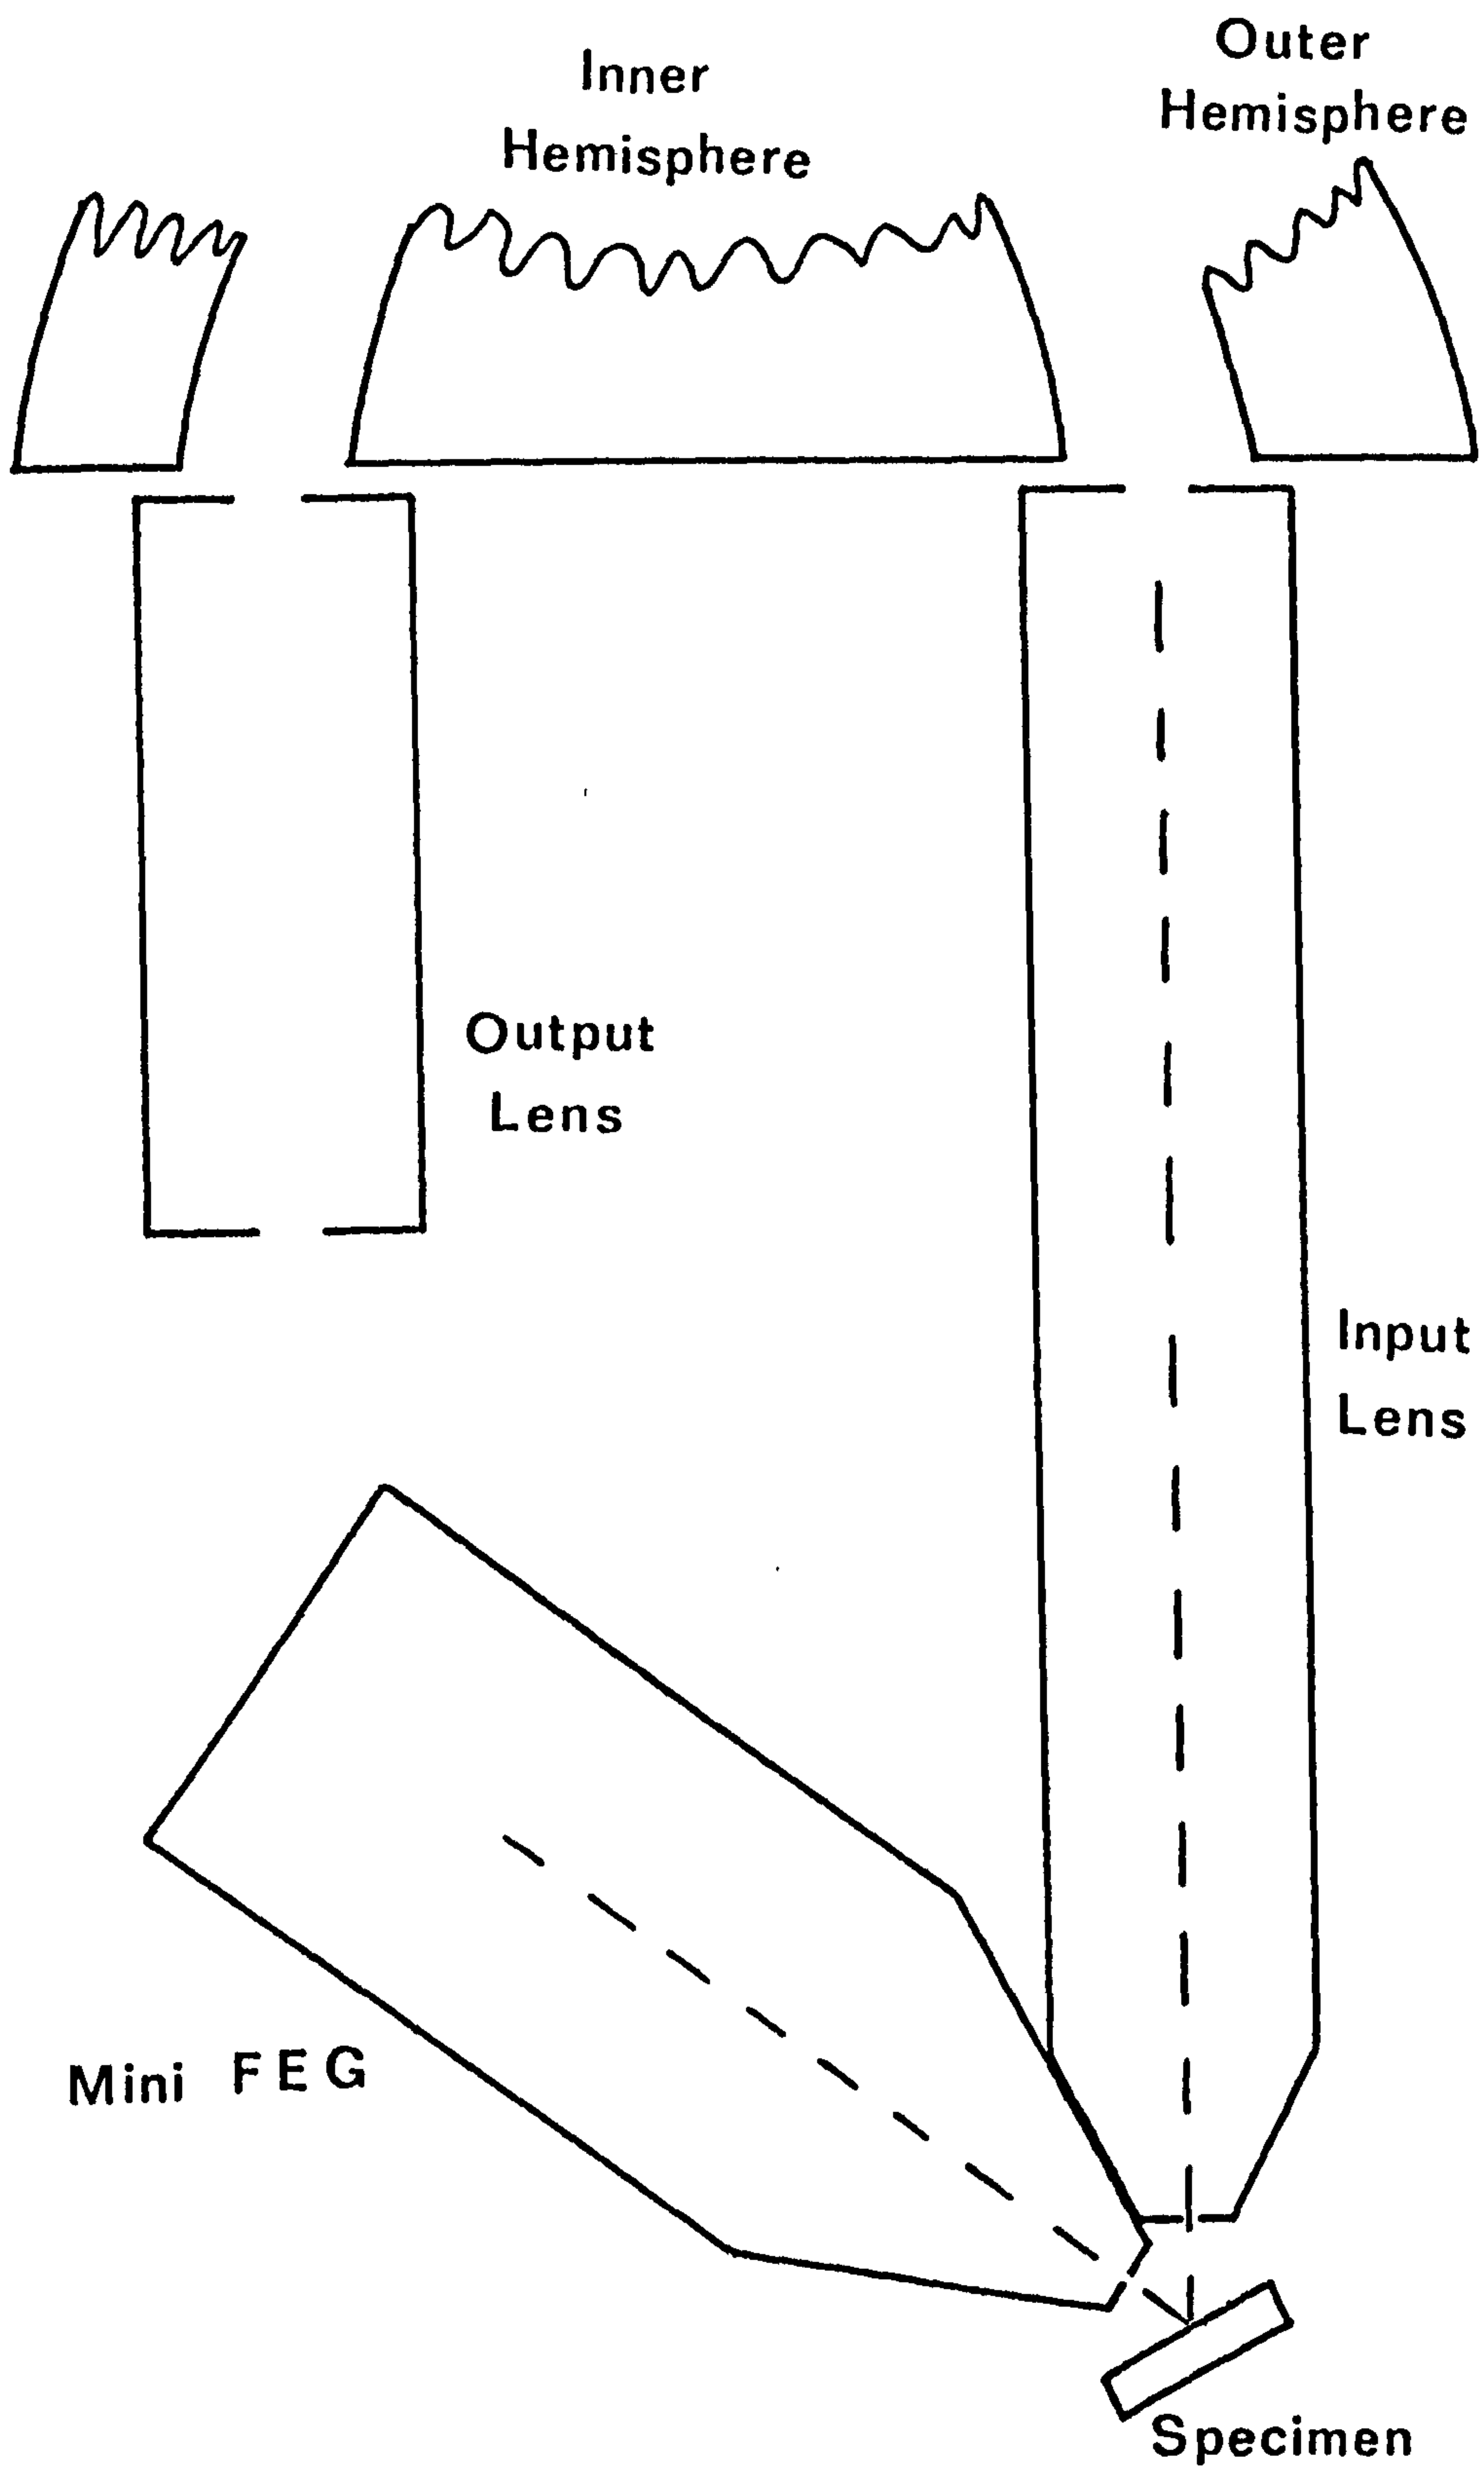 Inner
Hemisphere
Outer
Hemisphere
Output
Lens
Input
Lens
Mini FEG
Specimen